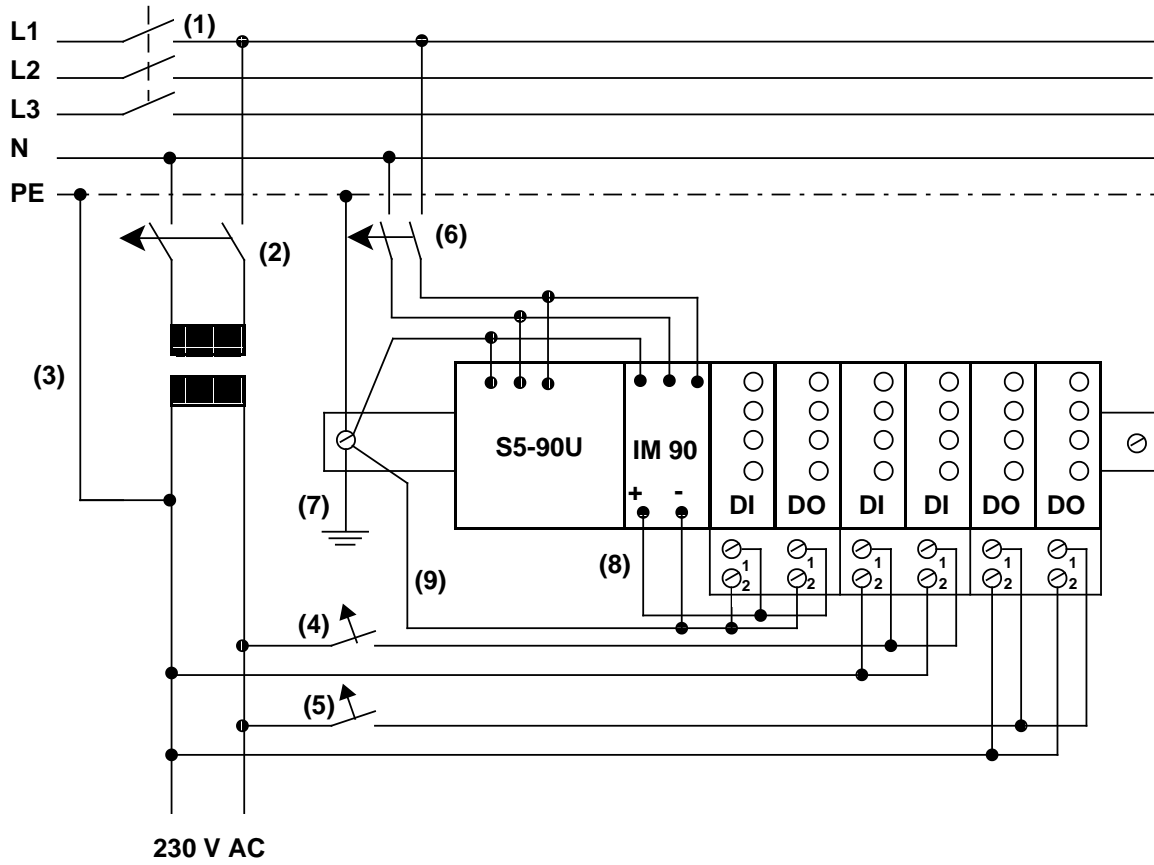 L1
(1)
L2
L3
N
PE
(2)
(6)
(3)
S5-90U
IM 90
+
-
DI
DO
DI
DI
DO
DO
(7)
(8)
(9)
1
2
1
2
1
2
1
2
1
2
1
2
(4)
(5)
230 V AC